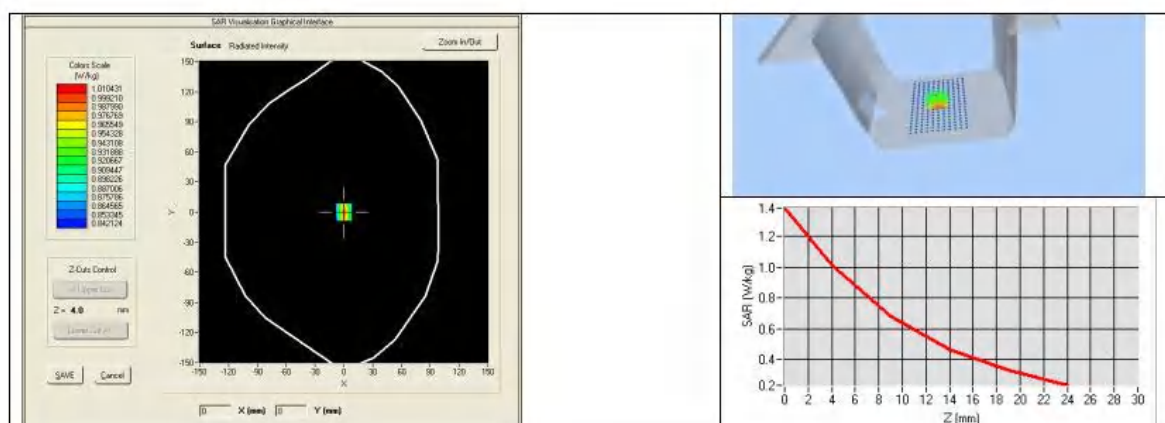 SAR Visualisation Graphical Interface
Surface Radiated Intensity
Zoom In/Out
Colors Scale
(W/kg)
1.010431
0.999210
0.987990
0.976769
0.965549
0.954328
0.943108
0.931888
0.920667
0.909447
0.898226
0.887006
0.875786
0.864565
0.853345
0.842124
150
120
90
60
30
0
-30
-60
-90
-120
-150
Y
-150 -120 -90 -60 -30 0 30 60 90 120 150
X
Z-Cuts Control
Z = 4.0 mm
SAVE
Cancel
0 X (mm) 0 Y (mm)
1.4
1.2
1.0
0.8
0.6
0.4
0.2
SAR (W/kg)
0 2 4 6 8 10 12 14 16 18 20 22 24 26 28 30
Z (mm)